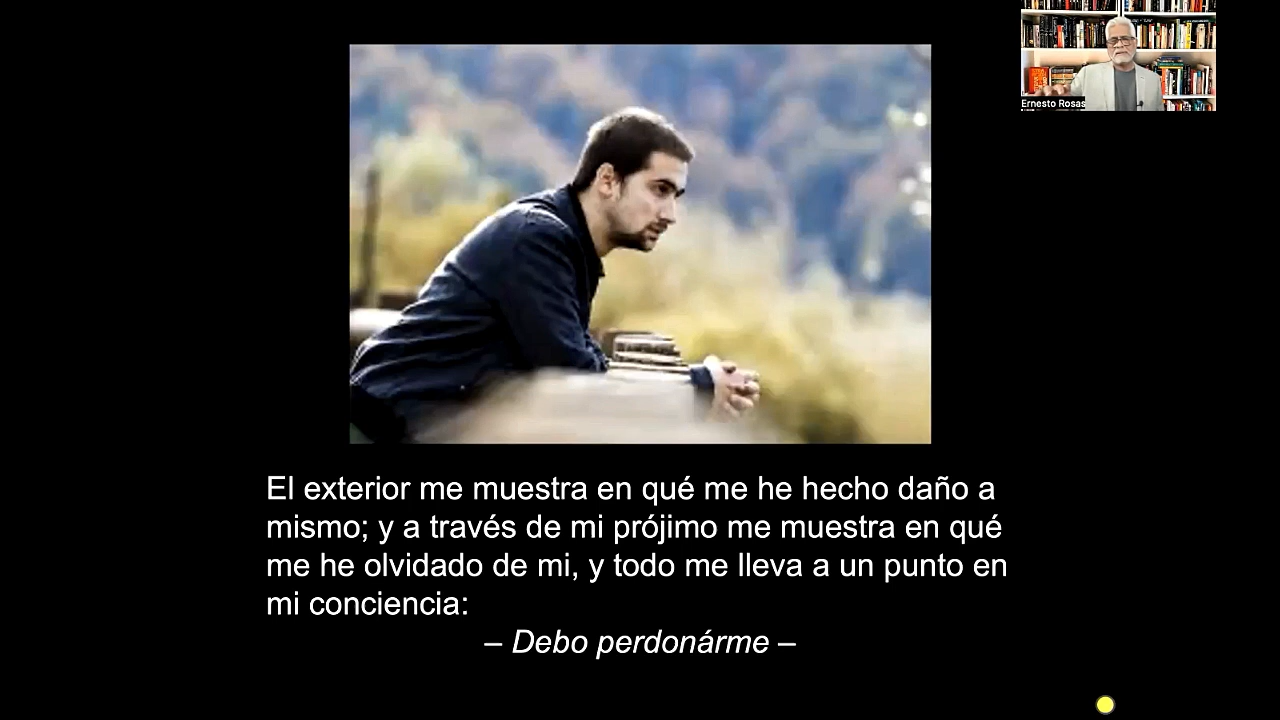 Ernesto Rosas
El exterior me muestra en qué me he hecho daño a
mismo; y a través de mi prójimo me muestra en qué
me he olvidado de mi, y todo me lleva a un punto en
mi conciencia:
– Debo perdonárme –